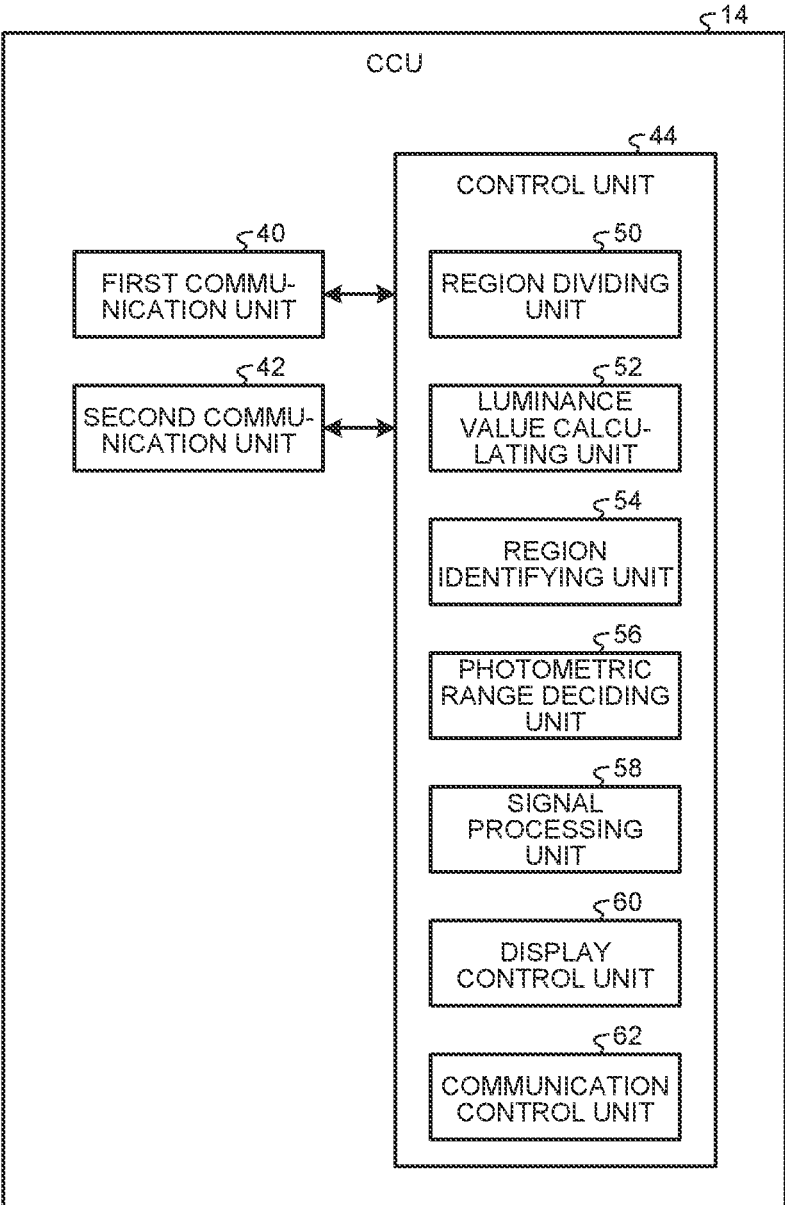 14
CCU
44
CONTROL UNIT
40
FIRST COMMU-
NICATION UNIT
42
SECOND COMMU-
NICATION UNIT
50
REGION DIVIDING
UNIT
52
LUMINANCE
VALUE CALCU-
LATING UNIT
54
REGION
IDENTIFYING UNIT
56
PHOTOMETRIC
RANGE DECIDING
UNIT
58
SIGNAL
PROCESSING
UNIT
60
DISPLAY
CONTROL UNIT
62
COMMUNICATION
CONTROL UNIT